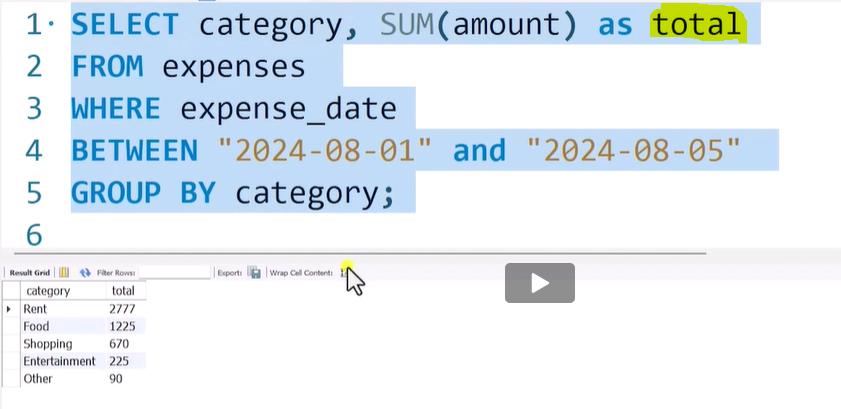 1 SELECT category, SUM(amount) as total
2 FROM expenses
3 WHERE expense_date
4 BETWEEN "2024-08-01" and "2024-08-05"
5 GROUP BY category;
6
Result Grid Filter Rows: Export: Wrap Cell Content:
category total
Rent 2777
Food 1225
Shopping 670
Entertainment 225
Other 90